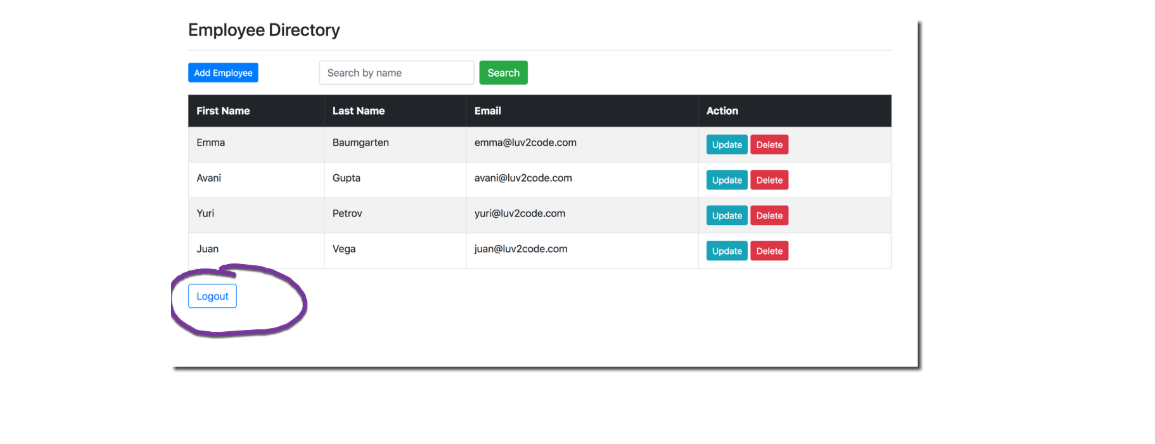 Employee Directory
Add Employee Search by name Search
First Name Last Name Email Action
Emma Baumgarten emma@luv2code.com Update Delete
Avani Gupta avani@luv2code.com Update Delete
Yuri Petrov yuri@luv2code.com Update Delete
Juan Vega juan@luv2code.com Update Delete
Logout